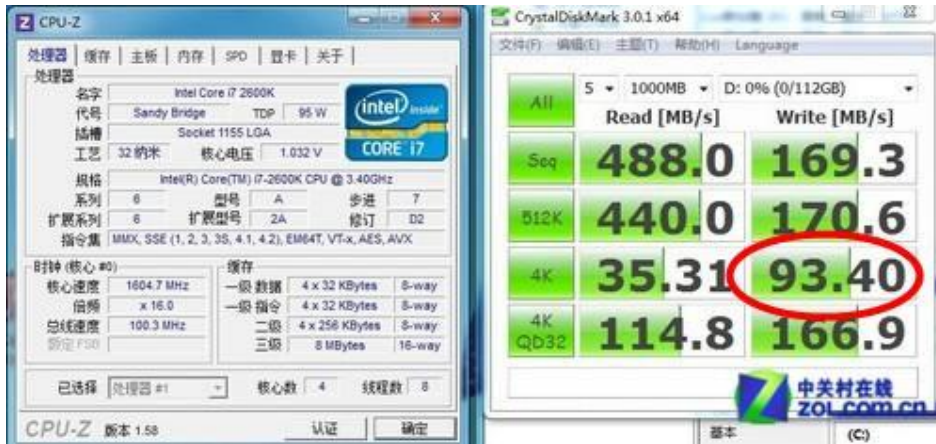 CPU-Z
处理器 缓存 主板 内存 SPD 显卡 关于
处理器
名字 Intel Core i7 2600K
代号 Sandy Bridge TDP 95 W
插槽 Socket 1155 LGA
工艺 32 纳米 核心电压 1.032 V
(intel) inside
CORE i7
规格 Intel(R) Core(TM) i7-2600K CPU @ 3.40GHz
系列 6 型号 A 步进 7
扩展系列 6 扩展型号 2A 修订 D2
指令集 MMX, SSE (1, 2, 3, 3S, 4.1, 4.2), EM64T, VT-x, AES, AVX
时钟 (核心 #0) 缓存
核心速度 1604.7 MHz 一级 数据 4 x 32 KBytes 8-way
倍频 x 16.0 一级 指令 4 x 32 KBytes 8-way
总线速度 100.3 MHz 二级 4 x 256 KBytes 8-way
额定 FSB 三级 8 MBytes 16-way
已选择 处理器 #1 核心数 4 线程数 8
CPU-Z 版本 1.58 认证 确定
CrystalDiskMark 3.0.1 x64
文件(F) 编辑(E) 主题(T) 帮助(H) Language
All 5 1000MB D: 0% (0/112GB)
Read [MB/s] Write [MB/s]
Seq 488.0 169.3
512K 440.0 170.6
4K 35.31 93.40
4K QD32 114.8 166.9
Z 中关村在线
ZOL.COM.CN
基本 (C:)